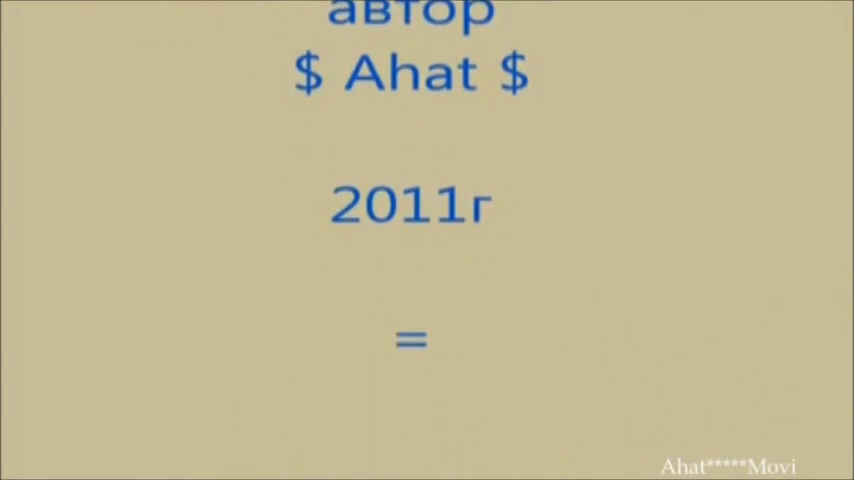 автор
$ Ahat $
2011г
=
Ahat*****Movi